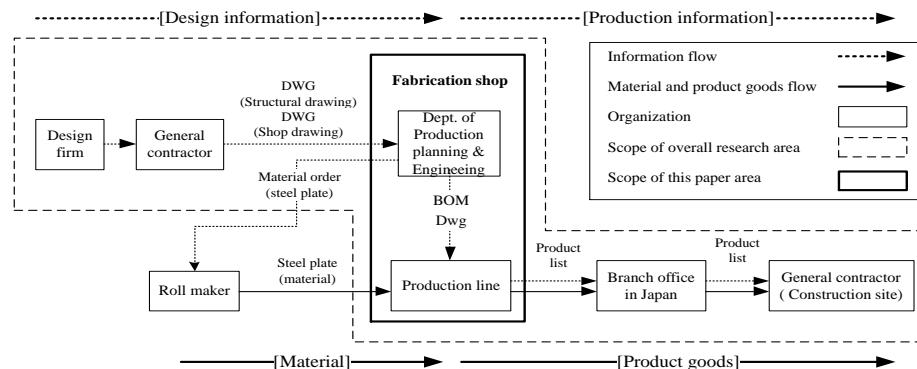 [Design information]
[Production information]
Information flow
Material and product goods flow
Organization
Scope of overall research area
Scope of this paper area
Fabrication shop
DWG
(Structural drawing)
DWG
(Shop drawing)
Design
firm
General
contractor
Dept. of
Production
planning &
Engineeing
Material order
(steel plate)
BOM
Dwg
Roll maker
Steel plate
(material)
Production line
Product
list
Branch office
in Japan
Product
list
General contractor
( Construction site)
[Material]
[Product goods]